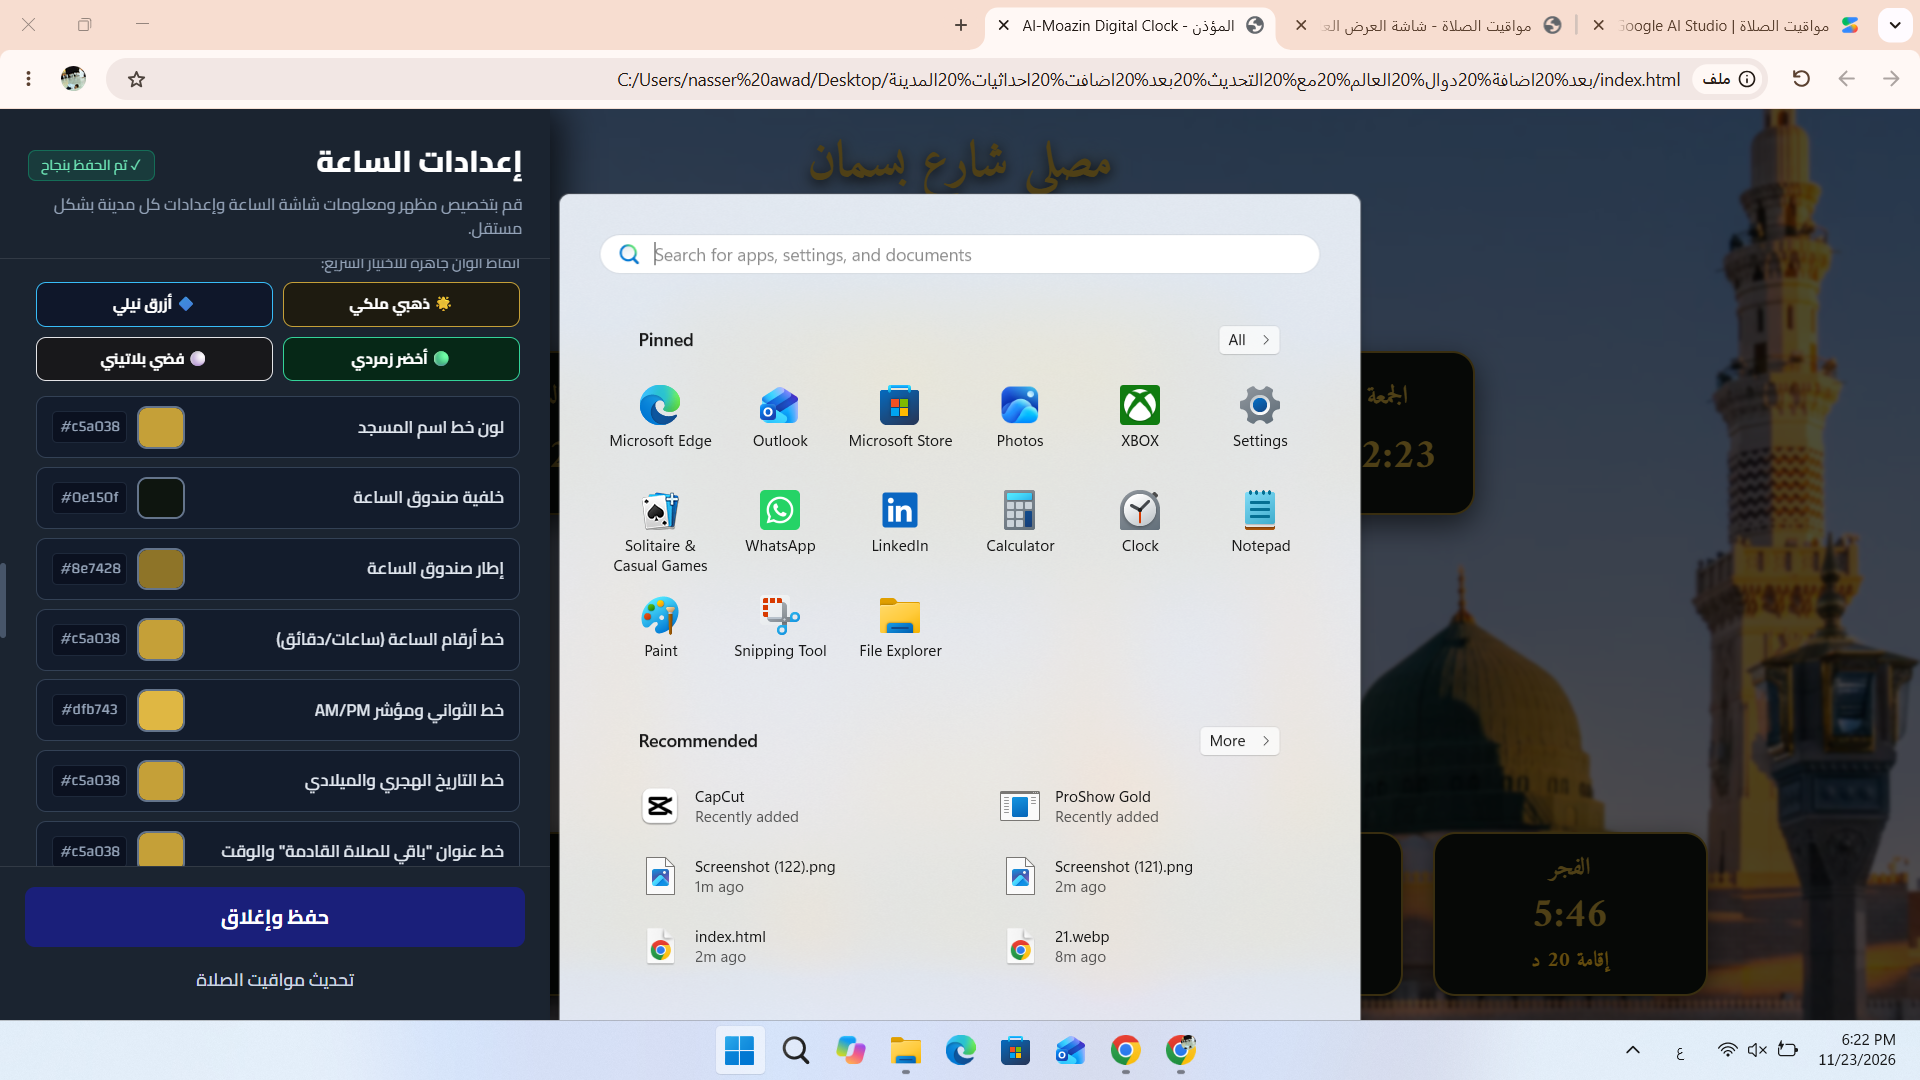 Al-Moazin Digital Clock - المؤذن
مواقيت الصلاة - شاشة العرض
مواقيت الصلاة | Google AI Studio
C:/Users/nasser%20awad/Desktop/بعد%20اضافة%20دوال%20العالم%20مع%20التحديث%20بعد%20اضافت%20احداثيات%20المدينة/index.html
ملف
إعدادات الساعة
✓ تم الحفظ بنجاح
قم بتخصيص مظهر ومعلومات شاشة الساعة وإعدادات كل مدينة بشكل
مستقل.
أنماط ألوان جاهزة للاختيار السريع:
ذهبي ملكي
أزرق نيلي
أخضر زمردي
فضي بلاتيني
لون خط اسم المسجد
#c5a038
خلفية صندوق الساعة
#0e150f
إطار صندوق الساعة
#8e7428
خط أرقام الساعة (ساعات/دقائق)
#c5a038
خط الثواني ومؤشر AM/PM
#dfb743
خط التاريخ الهجري والميلادي
#c5a038
خط عنوان "باقي للصلاة القادمة" والوقت
#c5a038
حفظ وإغلاق
تحديث مواقيت الصلاة
مصلى شارع بسمان
Search for apps, settings, and documents
Pinned
All
Microsoft Edge
Outlook
Microsoft Store
Photos
XBOX
Settings
Solitaire &
Casual Games
WhatsApp
LinkedIn
Calculator
Clock
Notepad
Paint
Snipping Tool
File Explorer
Recommended
More
CapCut
Recently added
ProShow Gold
Recently added
Screenshot (122).png
1m ago
Screenshot (121).png
2m ago
index.html
2m ago
21.webp
8m ago
الجمعة
2:23
الفجر
5:46
إقامة 20 د
ع
6:22 PM
11/23/2026